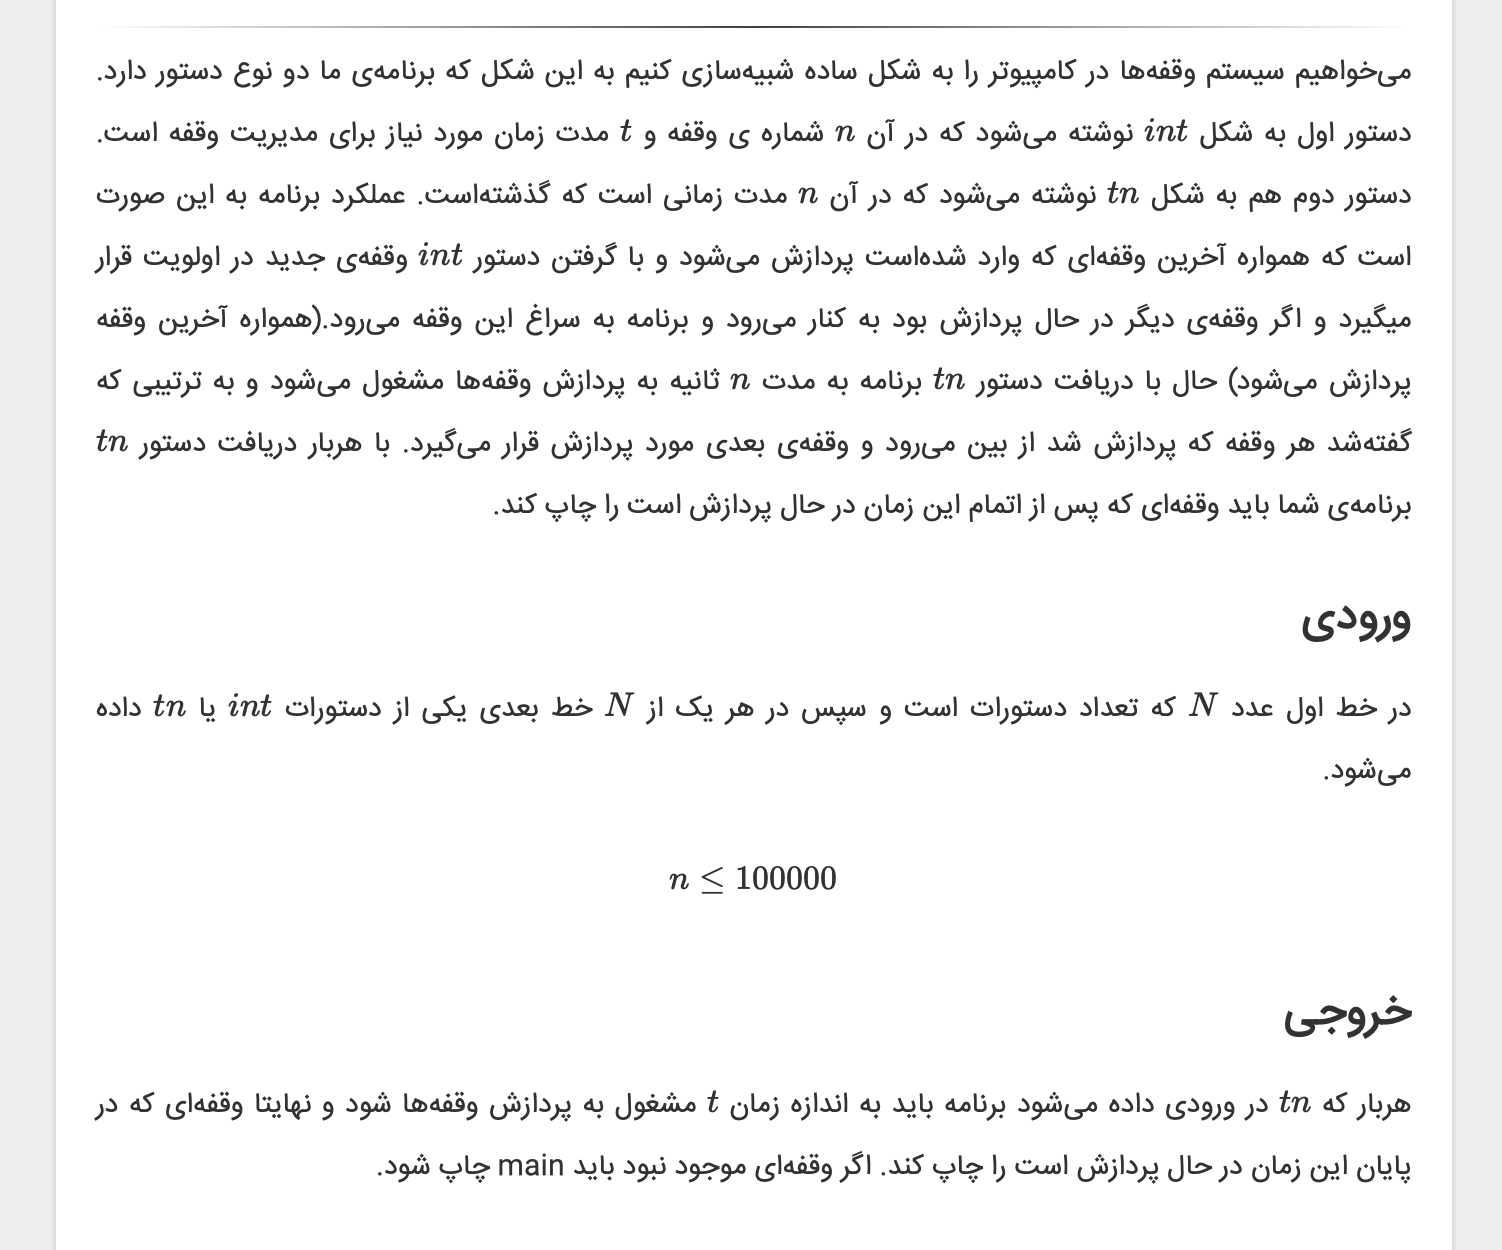 می‌خواهیم سیستم وقفه‌ها در کامپیوتر را به شکل ساده شبیه‌سازی کنیم به این شکل که برنامه‌ی ما دو نوع دستور دارد.
دستور اول به شکل int نوشته می‌شود که در آن n شماره ی وقفه و t مدت زمان مورد نیاز برای مدیریت وقفه است.
دستور دوم هم به شکل tn نوشته می‌شود که در آن n مدت زمانی است که گذشته‌است. عملکرد برنامه به این صورت
است که همواره آخرین وقفه‌ای که وارد شده‌است پردازش می‌شود و با گرفتن دستور int وقفه‌ی جدید در اولویت قرار
میگیرد و اگر وقفه‌ی دیگر در حال پردازش بود به کنار می‌رود و برنامه به سراغ این وقفه می‌رود.(همواره آخرین وقفه
پردازش می‌شود) حال با دریافت دستور tn برنامه به مدت n ثانیه به پردازش وقفه‌ها مشغول می‌شود و به ترتیبی که
گفته‌شد هر وقفه که پردازش شد از بین می‌رود و وقفه‌ی بعدی مورد پردازش قرار می‌گیرد. با هربار دریافت دستور tn
برنامه‌ی شما باید وقفه‌ای که پس از اتمام این زمان در حال پردازش است را چاپ کند.
ورودی
در خط اول عدد N که تعداد دستورات است و سپس در هر یک از N خط بعدی یکی از دستورات int یا tn داده
می‌شود.
n ≤ 100000
خروجی
هربار که tn در ورودی داده می‌شود برنامه باید به اندازه زمان t مشغول به پردازش وقفه‌ها شود و نهایتا وقفه‌ای که در
پایان این زمان در حال پردازش است را چاپ کند. اگر وقفه‌ای موجود نبود باید main چاپ شود.